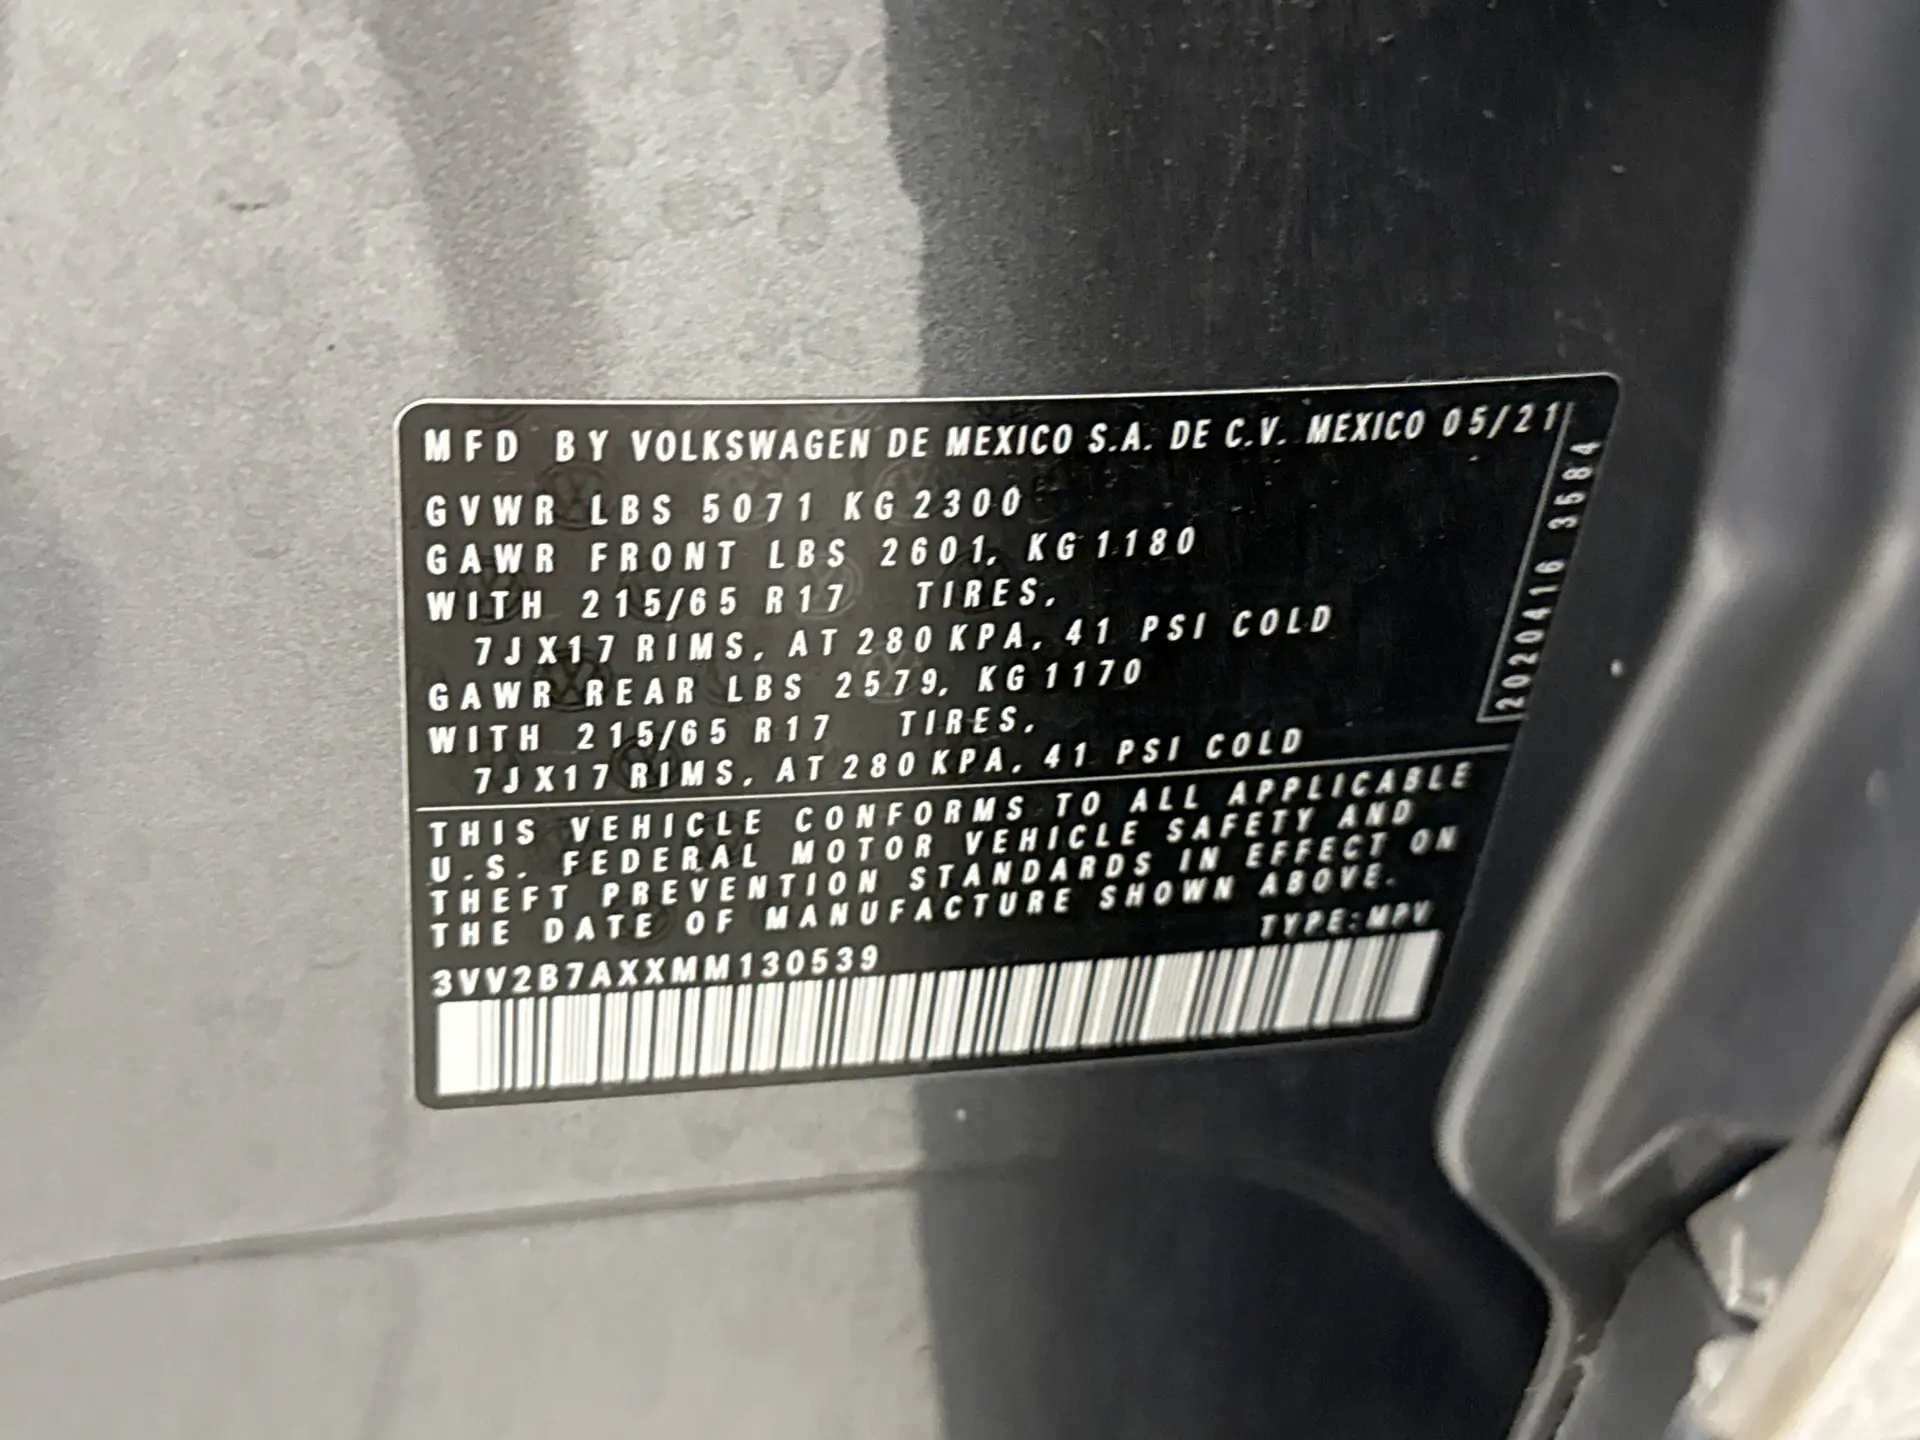 MFD BY VOLKSWAGEN DE MEXICO S.A. DE C.V. MEXICO 05/21
GVWR LBS 5071 KG 2300
GAWR FRONT LBS 2601, KG 1180
WITH 215/65 R17 TIRES,
7JX17 RIMS, AT 280 KPA, 41 PSI COLD
GAWR REAR LBS 2579, KG 1170
WITH 215/65 R17 TIRES,
7JX17 RIMS, AT 280 KPA, 41 PSI COLD
2020416 3584
THIS VEHICLE CONFORMS TO ALL APPLICABLE
U.S. FEDERAL MOTOR VEHICLE SAFETY AND
THEFT PREVENTION STANDARDS IN EFFECT ON
THE DATE OF MANUFACTURE SHOWN ABOVE.
TYPE:MPV
3VV2B7AXXMM130539